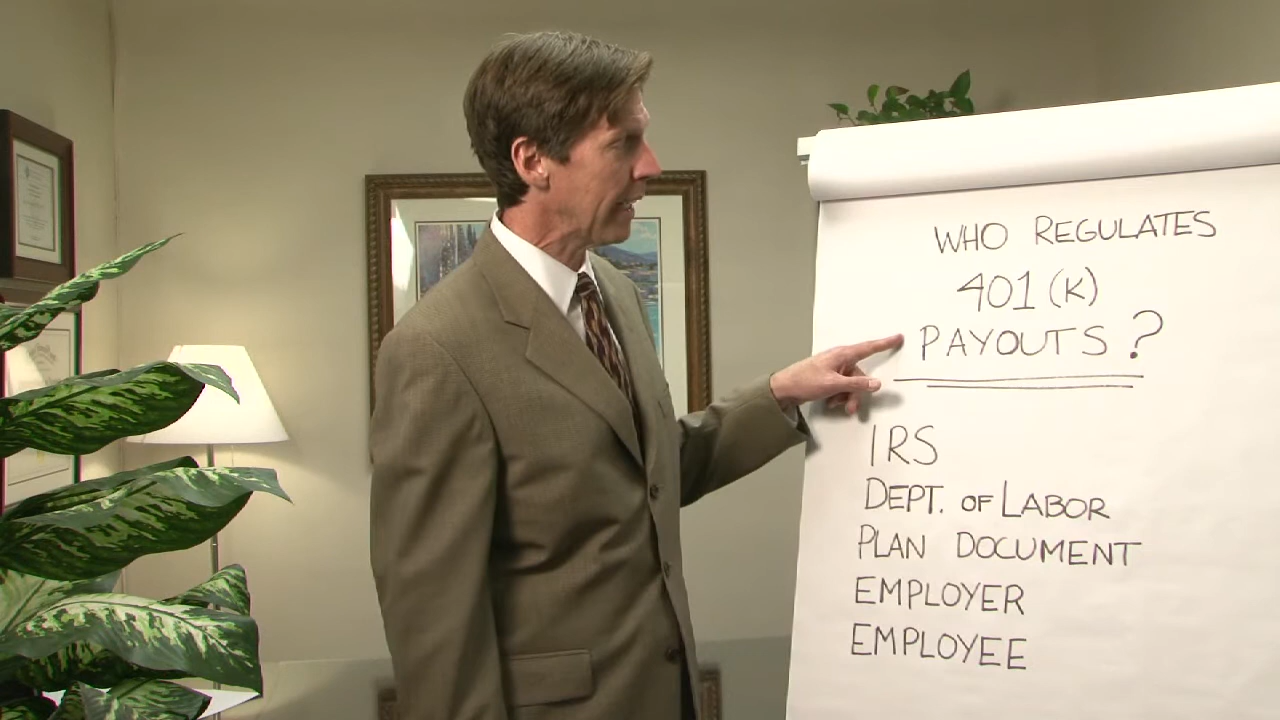 WHO REGULATES
401(K)
PAYOUTS?
IRS
DEPT. OF LABOR
PLAN DOCUMENT
EMPLOYER
EMPLOYEE